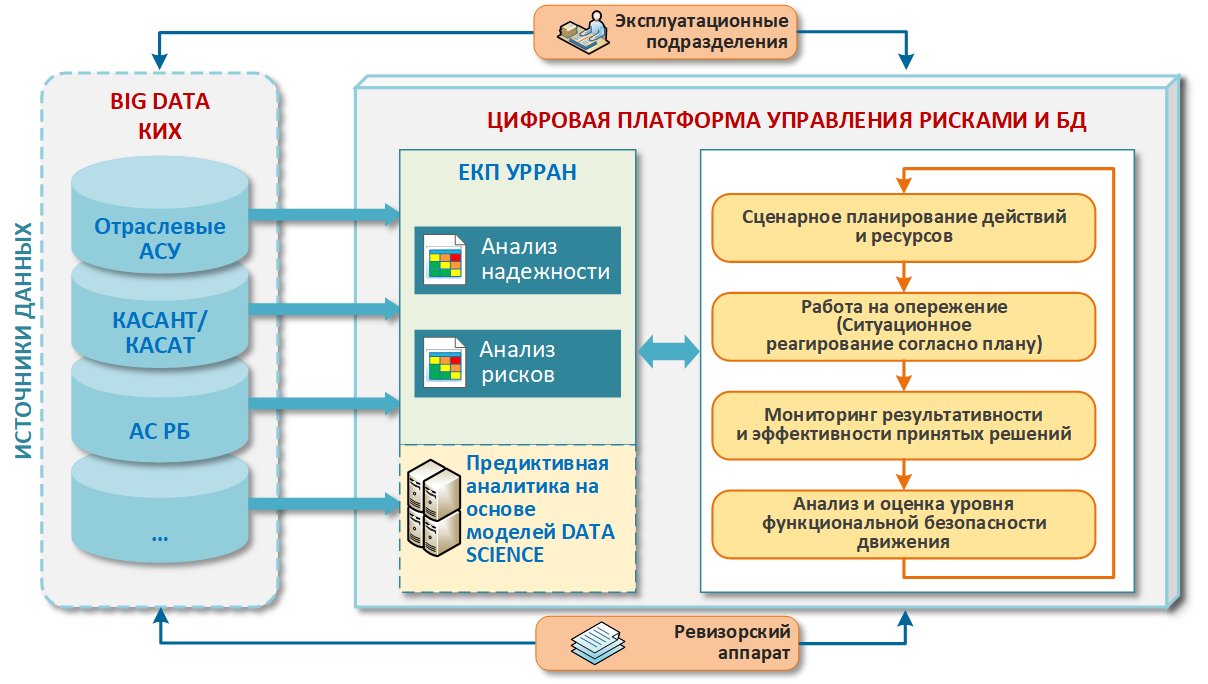 Эксплуатационные
подразделения
ИСТОЧНИКИ ДАННЫХ
BIG DATA
КИХ
Отраслевые
АСУ
КАСАНТ/
КАСАТ
АС РБ
...
ЦИФРОВАЯ ПЛАТФОРМА УПРАВЛЕНИЯ РИСКАМИ И БД
ЕКП УРРАН
Анализ
надежности
Анализ
рисков
Предиктивная
аналитика на
основе
моделей DATA
SCIENCE
Сценарное планирование действий
и ресурсов
Работа на опережение
(Ситуационное
реагирование согласно плану)
Мониторинг результативности
и эффективности принятых решений
Анализ и оценка уровня
функциональной безопасности
движения
Ревизорский
аппарат